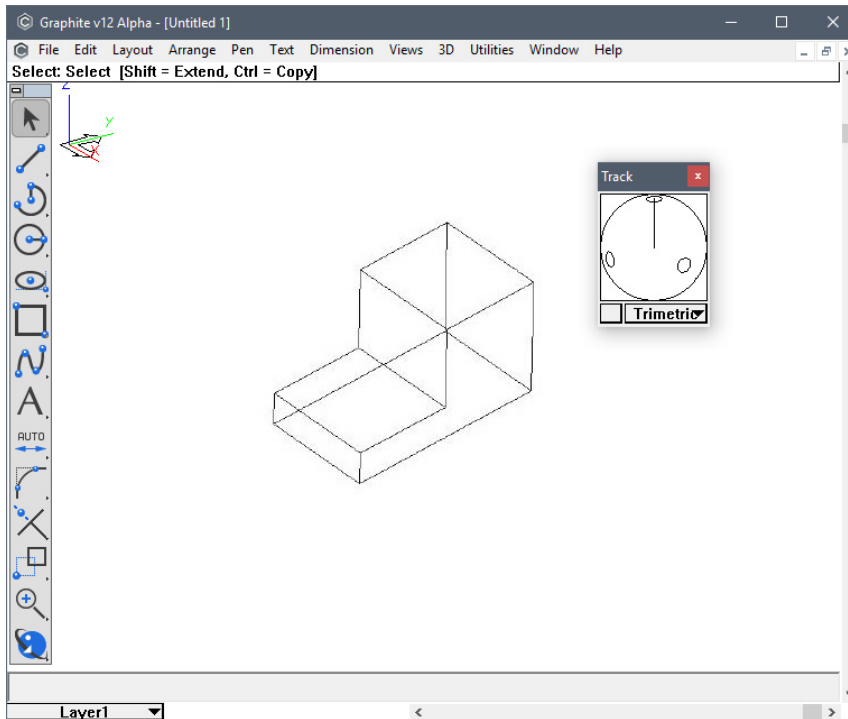 Graphite v12 Alpha - [Untitled 1]
File Edit Layout Arrange Pen Text Dimension Views 3D Utilities Window Help
Select: Select [Shift = Extend, Ctrl = Copy]
Z
Y
X
Track
x
Trimetric
A
AUTO
Layer1